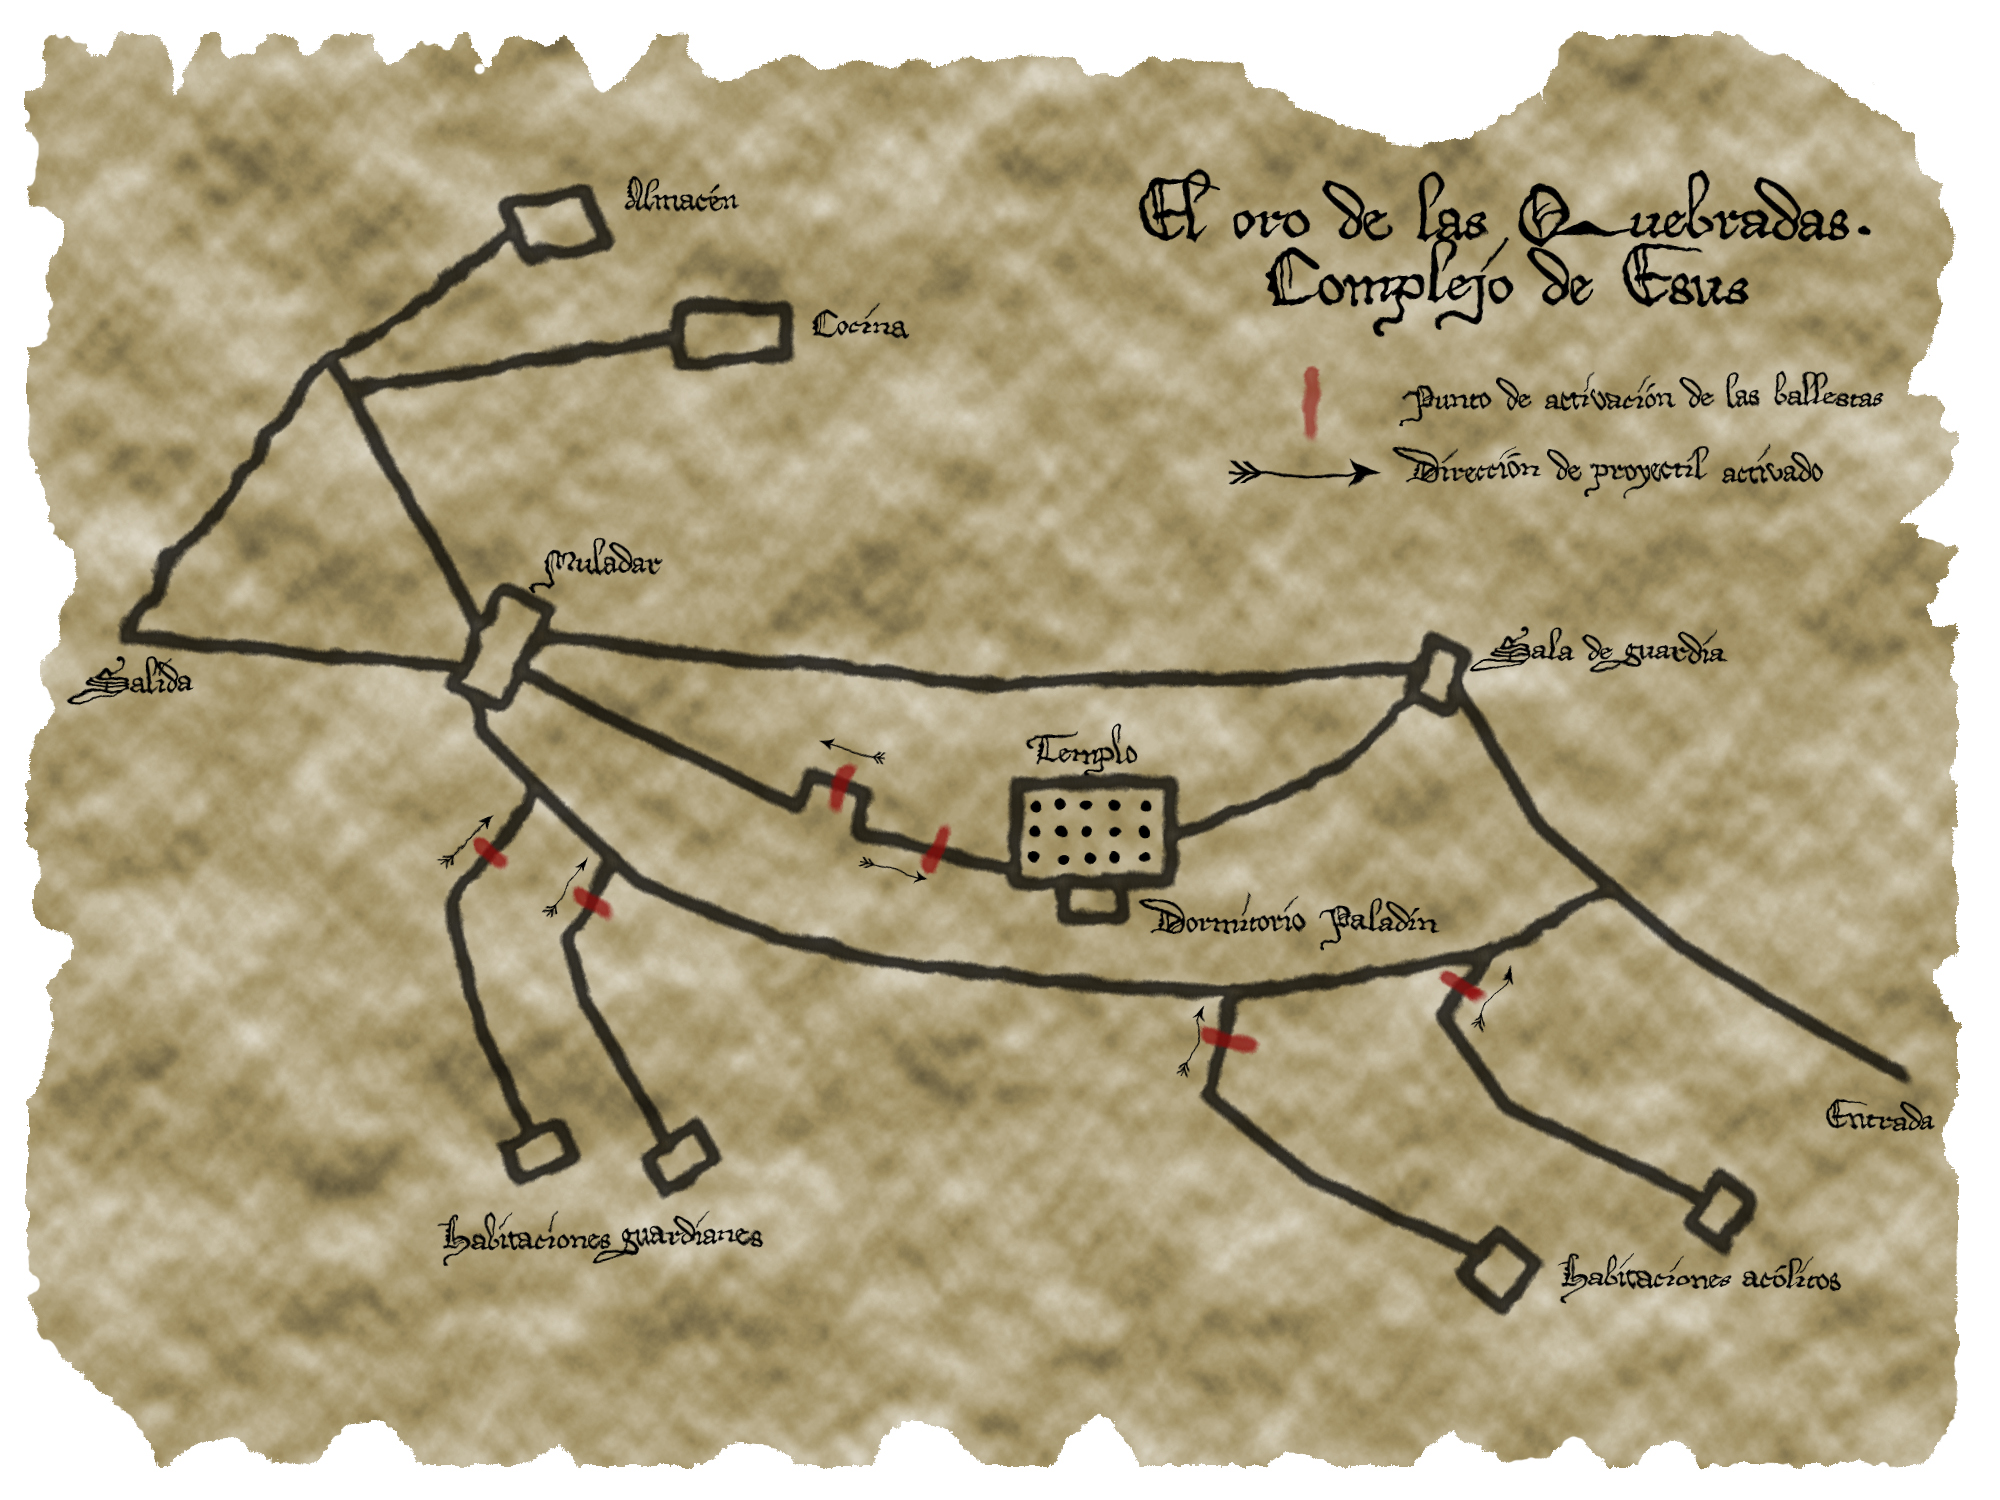 El oro de las Quebradas.
Complejo de Esus
Punto de activación de las ballestas
Dirección de proyectil activado
Almacén
Cocina
Muladar
Salida
Sala de guardia
Templo
Dormitorio Paladín
Entrada
Habitaciones guardianes
Habitaciones acólitos